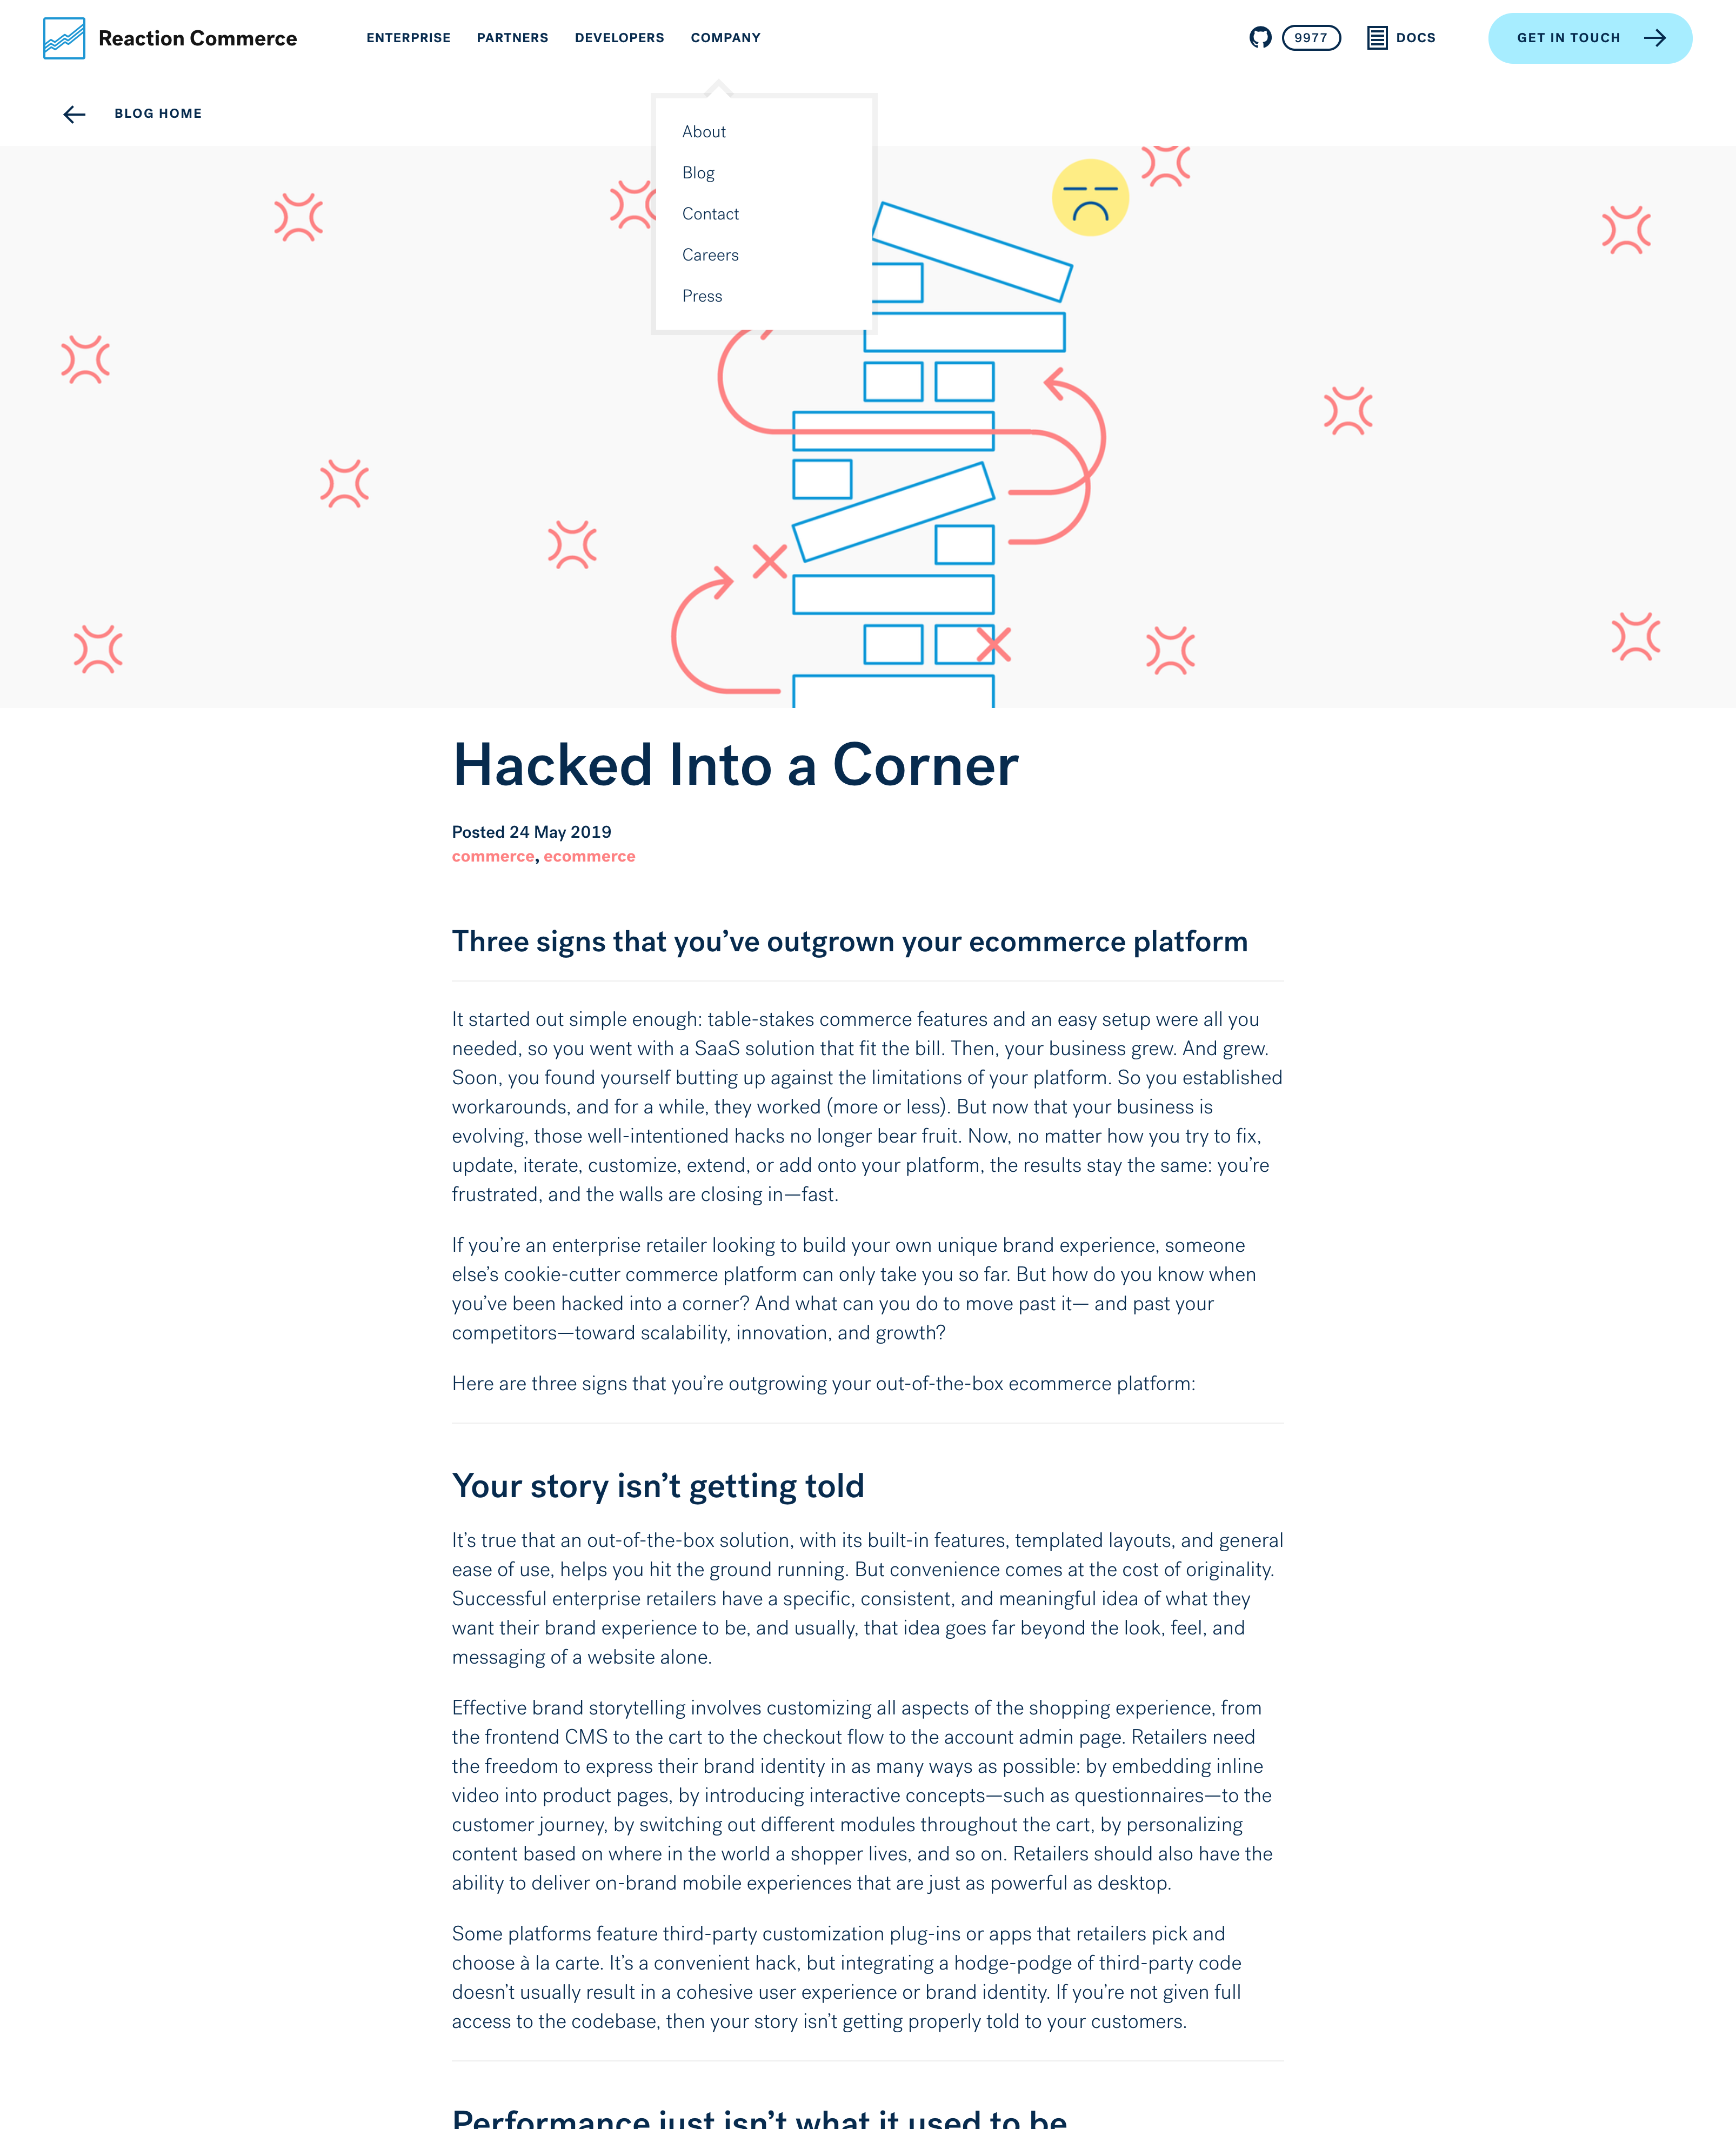 Reaction Commerce
ENTERPRISE
PARTNERS
DEVELOPERS
COMPANY
9977
DOCS
GET IN TOUCH
BLOG HOME
About
Blog
Contact
Careers
Press
Hacked Into a Corner
Posted 24 May 2019
commerce, ecommerce
Three signs that you’ve outgrown your ecommerce platform
It started out simple enough: table-stakes commerce features and an easy setup were all you
needed, so you went with a SaaS solution that fit the bill. Then, your business grew. And grew.
Soon, you found yourself butting up against the limitations of your platform. So you established
workarounds, and for a while, they worked (more or less). But now that your business is
evolving, those well-intentioned hacks no longer bear fruit. Now, no matter how you try to fix,
update, iterate, customize, extend, or add onto your platform, the results stay the same: you’re
frustrated, and the walls are closing in—fast.
If you’re an enterprise retailer looking to build your own unique brand experience, someone
else’s cookie-cutter commerce platform can only take you so far. But how do you know when
you’ve been hacked into a corner? And what can you do to move past it— and past your
competitors—toward scalability, innovation, and growth?
Here are three signs that you’re outgrowing your out-of-the-box ecommerce platform:
Your story isn’t getting told
It’s true that an out-of-the-box solution, with its built-in features, templated layouts, and general
ease of use, helps you hit the ground running. But convenience comes at the cost of originality.
Successful enterprise retailers have a specific, consistent, and meaningful idea of what they
want their brand experience to be, and usually, that idea goes far beyond the look, feel, and
messaging of a website alone.
Effective brand storytelling involves customizing all aspects of the shopping experience, from
the frontend CMS to the cart to the checkout flow to the account admin page. Retailers need
the freedom to express their brand identity in as many ways as possible: by embedding inline
video into product pages, by introducing interactive concepts—such as questionnaires—to the
customer journey, by switching out different modules throughout the cart, by personalizing
content based on where in the world a shopper lives, and so on. Retailers should also have the
ability to deliver on-brand mobile experiences that are just as powerful as desktop.
Some platforms feature third-party customization plug-ins or apps that retailers pick and
choose à la carte. It’s a convenient hack, but integrating a hodge-podge of third-party code
doesn’t usually result in a cohesive user experience or brand identity. If you’re not given full
access to the codebase, then your story isn’t getting properly told to your customers.
Performance just isn’t what it used to be